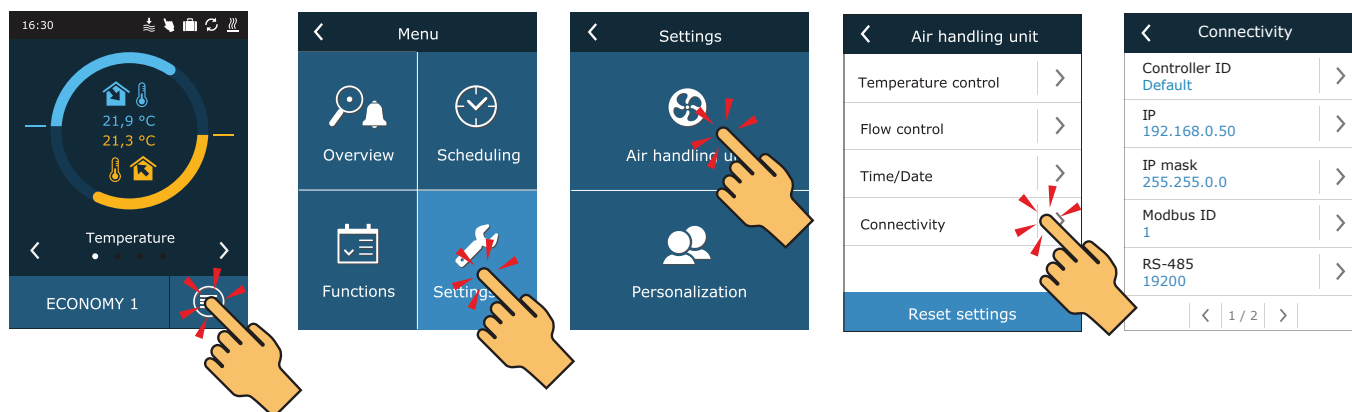 16:30
21,9 °C
21,3 °C
Temperature
ECONOMY 1
Menu
Overview
Scheduling
Functions
Settings
Settings
Air handling
Personalization
Air handling unit
Temperature control
Flow control
Time/Date
Connectivity
Reset settings
Connectivity
Controller ID
Default
IP
192.168.0.50
IP mask
255.255.0.0
Modbus ID
1
RS-485
19200
1 / 2